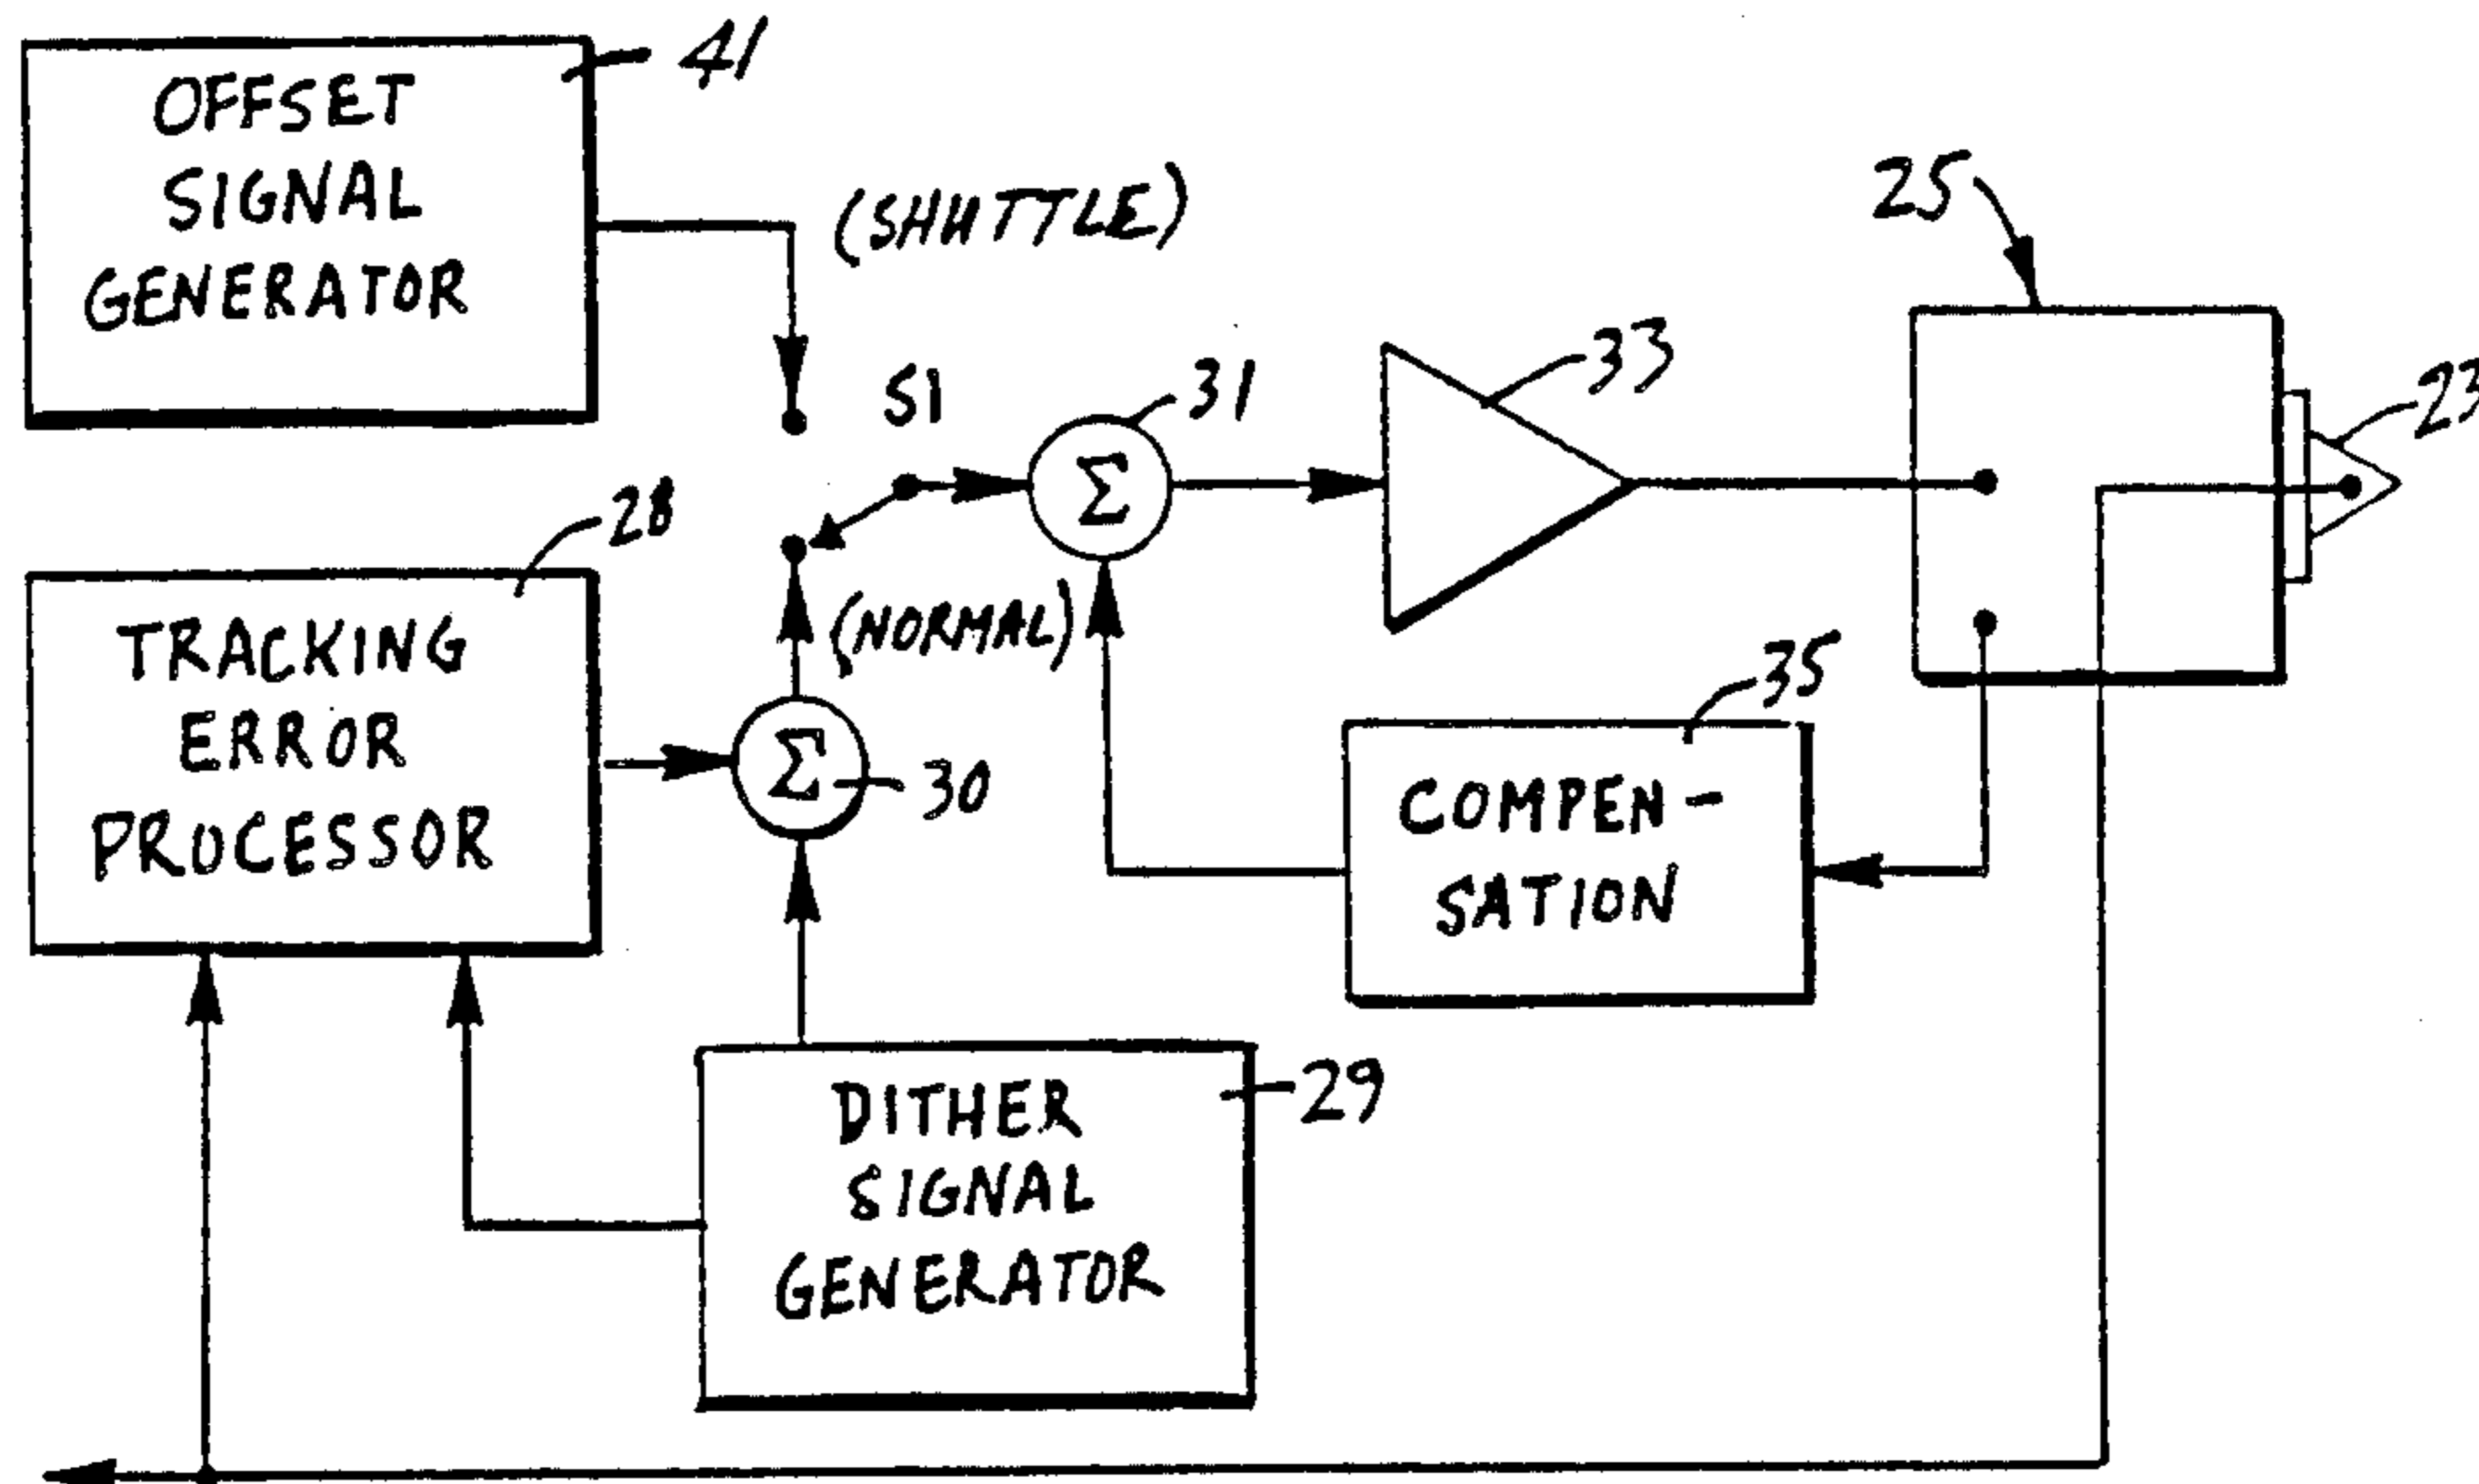 OFFSET
SIGNAL
GENERATOR
41
(SHUTTLE)
25
S1
31
33
23
Σ
28
(NORMAL)
TRACKING
ERROR
PROCESSOR
Σ
30
35
COMPEN-
SATION
DITHER
SIGNAL
GENERATOR
29